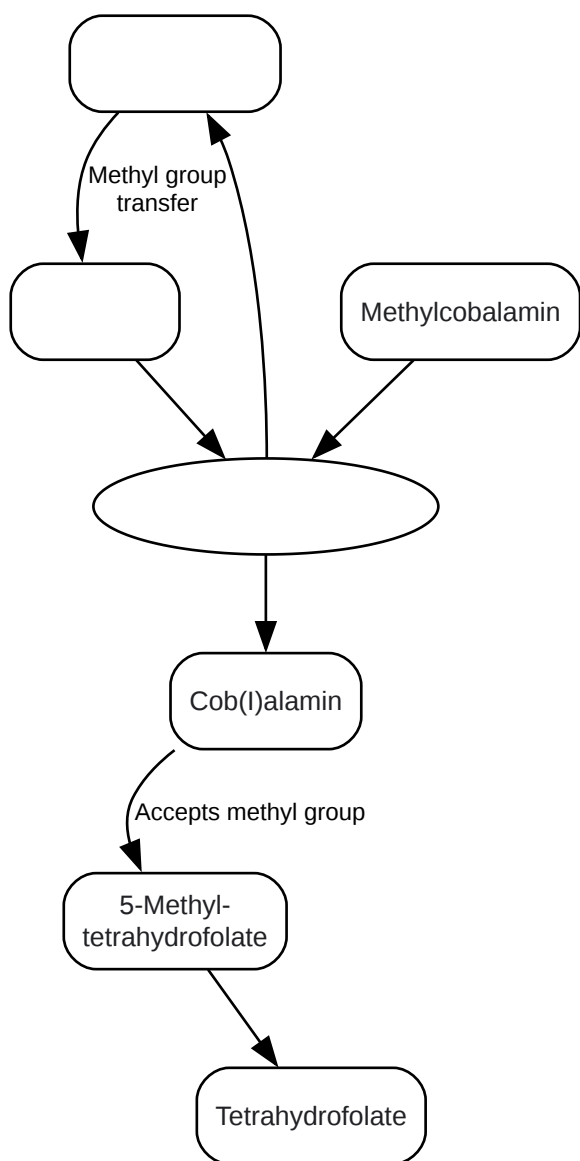 Methyl group
transfer
Methylcobalamin
Cob(I)alamin
Accepts methyl group
5-Methyl-
tetrahydrofolate
Tetrahydrofolate